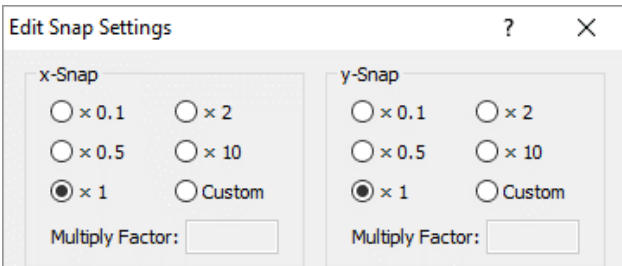 Edit Snap Settings ? ×
x-Snap y-Snap
× 0.1 × 2 × 0.1 × 2
× 0.5 × 10 × 0.5 × 10
× 1 Custom × 1 Custom
Multiply Factor: Multiply Factor: